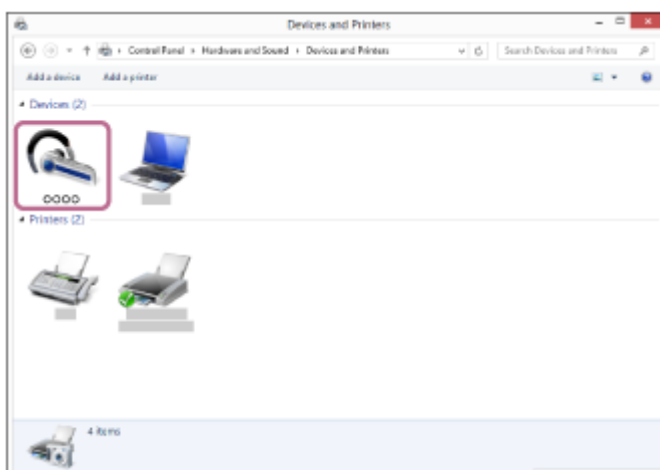 Devices and Printers
Control Panel › Hardware and Sound › Devices and Printers
Search Devices and Printers
Add a device Add a printer
Devices (2)
oooo
Printers (2)
4 items